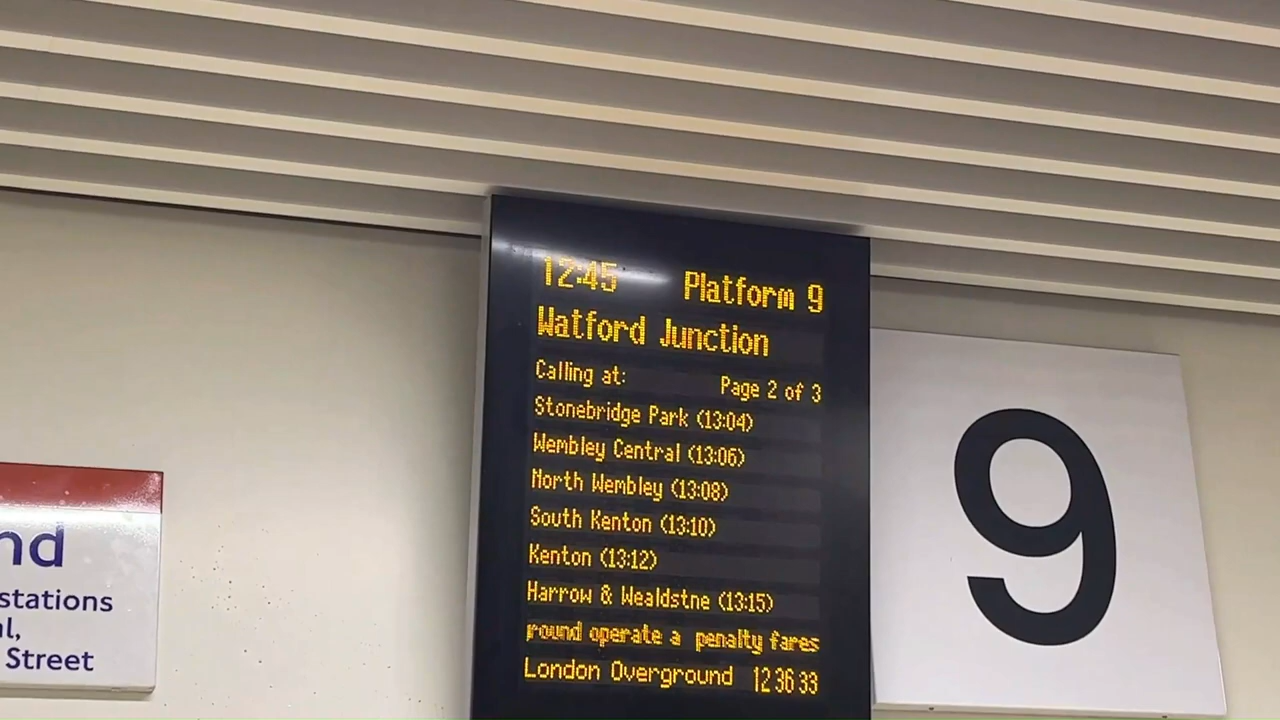 12:45 Platform 9
Watford Junction
Calling at: Page 2 of 3
Stonebridge Park (13:04)
Wembley Central (13:06)
North Wembley (13:08)
South Kenton (13:10)
Kenton (13:12)
Harrow & Wealdstne (13:15)
round operate a penalty fares
London Overground 12 36 33
9
nd
stations
l,
Street